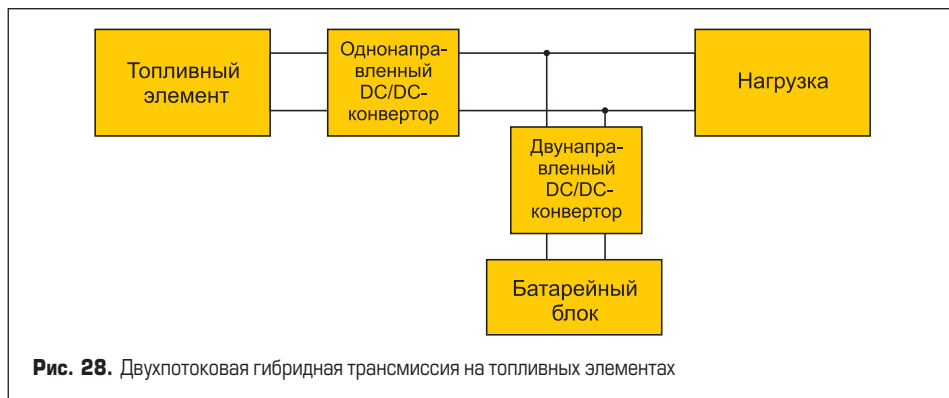 Топливный
элемент
Однонапра-
вленный
DC/DC-
конвертор
Нагрузка
Двунапра-
вленный
DC/DC-
конвертор
Батарейный
блок
Рис. 28. Двухпотоковая гибридная трансмиссия на топливных элементах